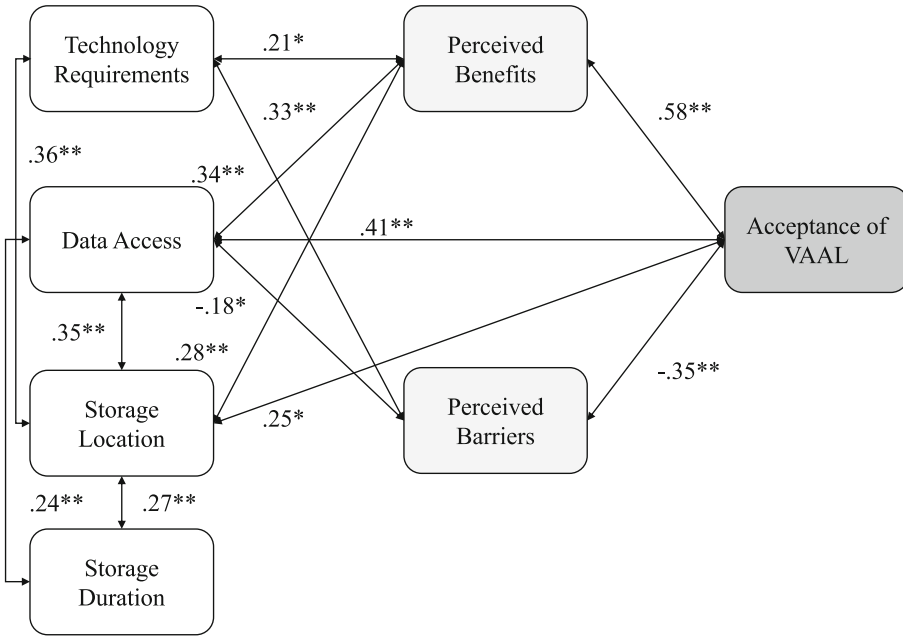 Technology
Requirements
.21*
Perceived
Benefits
.33**
.58**
.36**
.34**
Data Access
.41**
Acceptance of
VAAL
-.18*
.35**
.28**
-.35**
Storage
Location
.25*
Perceived
Barriers
.24**
.27**
Storage
Duration